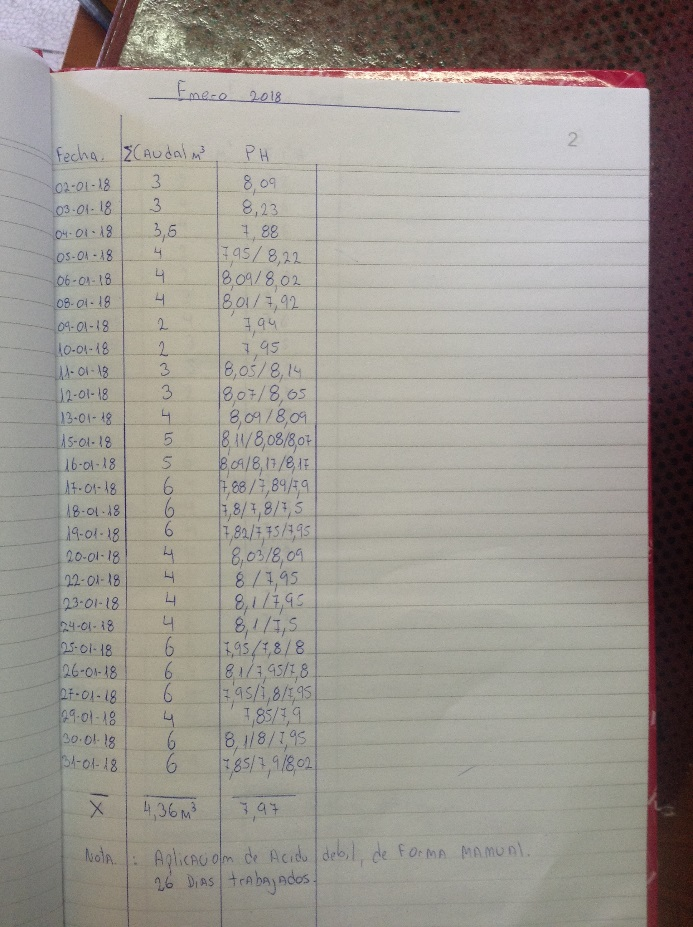 Enero 2018
2
Fecha. ΣCAudal m³ PH
02-01-18 3 8,09
03-01-18 3 8,23
04-01-18 3,5 7,88
05-01-18 4 7,95/ 8,22
06-01-18 4 8,09/8,02
08-01-18 4 8,01/7,92
09-01-18 2 7,94
10-01-18 2 7,95
11-01-18 3 8,05/8,14
12-01-18 3 8,07/8,05
13-01-18 4 8,09/8,09
15-01-18 5 8,11/8,08/8,07
16-01-18 5 8,09/8,17/8,17
17-01-18 6 7,88/7,89/7,9
18-01-18 6 7,8/7,8/7,5
19-01-18 6 7,82/7,75/7,95
20-01-18 4 8,03/8,09
22-01-18 4 8/7,95
23-01-18 4 8,1/7,95
24-01-18 4 8,1/7,5
25-01-18 6 7,95/7,8/8
26-01-18 6 8,1/7,95/7,8
27-01-18 6 7,95/7,8/7,95
29-01-18 4 7,85/7,9
30-01-18 6 8,1/8/7,95
31-01-18 6 7,85/7,9/8,02
X̅ 4,36 m³ 7,97
Nota : Aplicaciom de Acido debil, de FORMA MAMUAL.
26 DIAS trabajados.